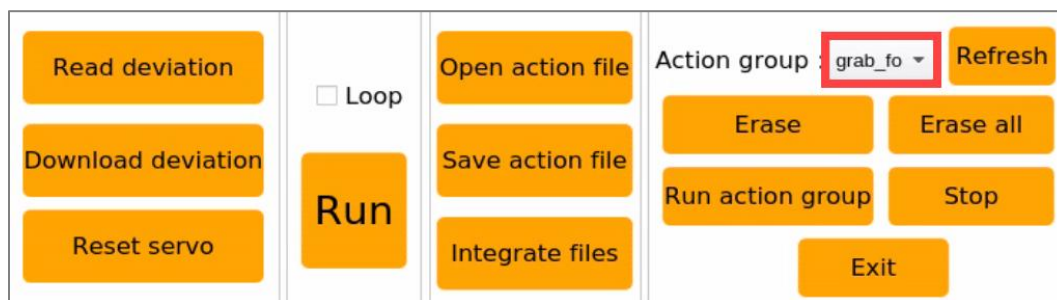 Read deviation
Download deviation
Reset servo
Loop
Run
Open action file
Save action file
Integrate files
Action group : grab_fo Refresh
Erase Erase all
Run action group Stop
Exit